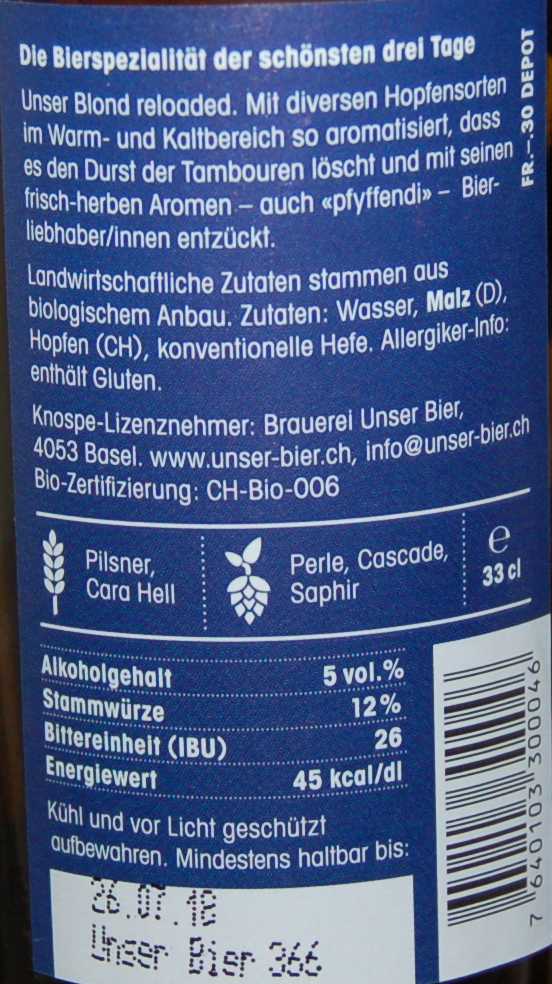 Die Bierspezialität der schönsten drei Tage
Unser Blond reloaded. Mit diversen Hopfensorten
im Warm- und Kaltbereich so aromatisiert, dass
es den Durst der Tambouren löscht und mit seinen
frisch-herben Aromen – auch «pfyffendi» – Bier-
liebhaber/innen entzückt.
FR.–.30 DEPOT
Landwirtschaftliche Zutaten stammen aus
biologischem Anbau. Zutaten: Wasser, Malz (D),
Hopfen (CH), konventionelle Hefe. Allergiker-Info:
enthält Gluten.
Knospe-Lizenznehmer: Brauerei Unser Bier,
4053 Basel. www.unser-bier.ch, info@unser-bier.ch
Bio-Zertifizierung: CH-Bio-006
Pilsner,
Cara Hell
Perle, Cascade,
Saphir
e
33 cl
Alkoholgehalt 5 vol.%
Stammwürze 12%
Bittereinheit (IBU) 26
Energiewert 45 kcal/dl
Kühl und vor Licht geschützt
aufbewahren. Mindestens haltbar bis:
26.07.18
Unser Bier 366
7 640103 300046